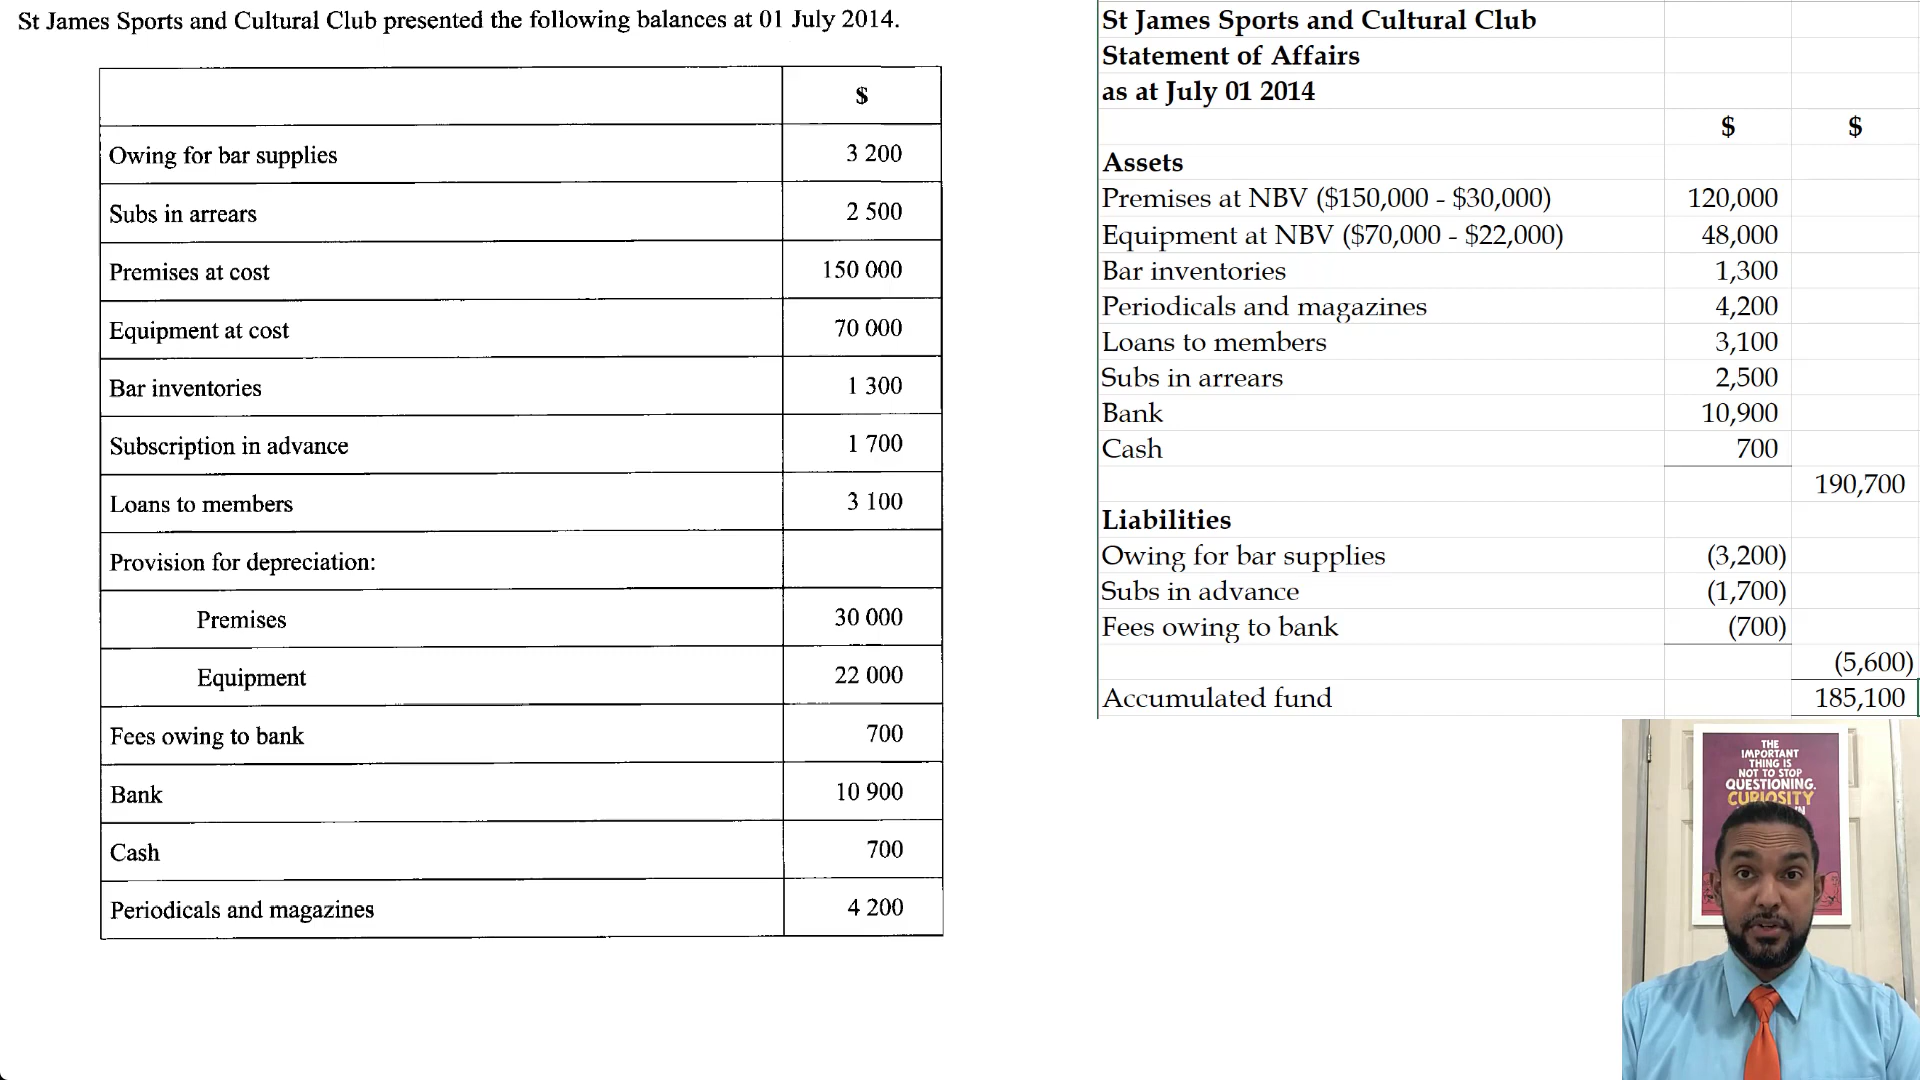 St James Sports and Cultural Club presented the following balances at 01 July 2014.
$
Owing for bar supplies 3 200
Subs in arrears 2 500
Premises at cost 150 000
Equipment at cost 70 000
Bar inventories 1 300
Subscription in advance 1 700
Loans to members 3 100
Provision for depreciation:
Premises 30 000
Equipment 22 000
Fees owing to bank 700
Bank 10 900
Cash 700
Periodicals and magazines 4 200
St James Sports and Cultural Club
Statement of Affairs
as at July 01 2014
$ $
Assets
Premises at NBV ($150,000 - $30,000) 120,000
Equipment at NBV ($70,000 - $22,000) 48,000
Bar inventories 1,300
Periodicals and magazines 4,200
Loans to members 3,100
Subs in arrears 2,500
Bank 10,900
Cash 700
190,700
Liabilities
Owing for bar supplies (3,200)
Subs in advance (1,700)
Fees owing to bank (700)
(5,600)
Accumulated fund 185,100
THE
IMPORTANT
THING IS
NOT TO STOP
QUESTIONING.
CURIOSITY